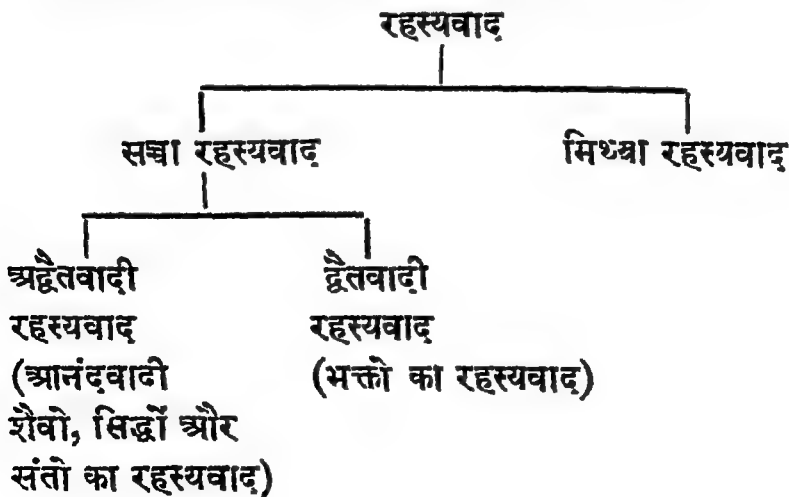 रहस्यवाद
सच्चा रहस्यवाद
मिथ्या रहस्यवाद
अद्वैतवादी
रहस्यवाद
(आनंदवादी
शैवो, सिद्धों और
संतो का रहस्यवाद)
द्वैतवादी
रहस्यवाद
(भक्तो का रहस्यवाद)